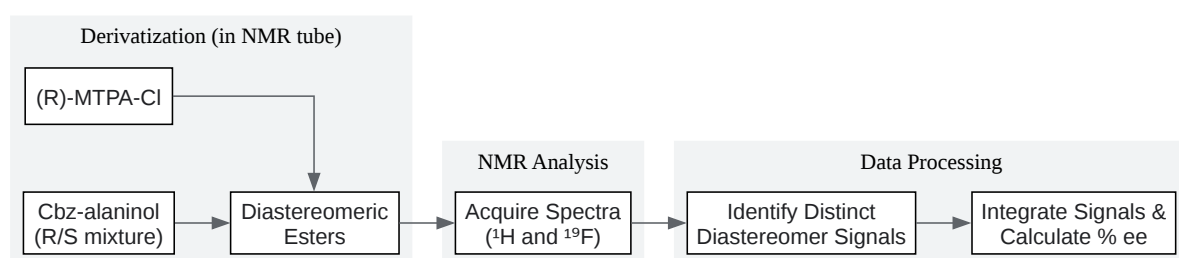 Derivatization (in NMR tube)
(R)-MTPA-Cl
Cbz-alaninol
(R/S mixture)
Diastereomeric
Esters
NMR Analysis
Acquire Spectra
(¹H and ¹⁹F)
Data Processing
Identify Distinct
Diastereomer Signals
Integrate Signals &
Calculate % ee